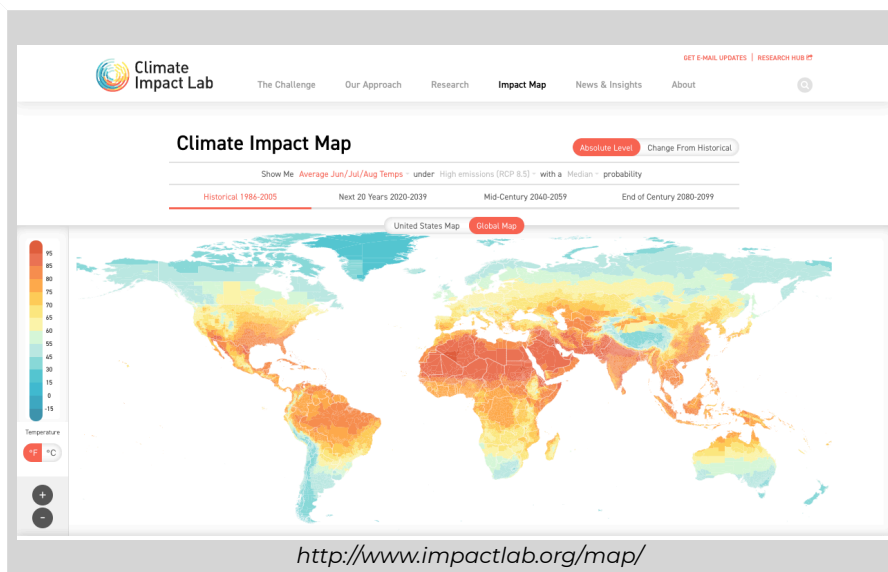 GET E-MAIL UPDATES | RESEARCH HUB
Climate
Impact Lab
The Challenge Our Approach Research Impact Map News & Insights About
Climate Impact Map
Absolute Level Change From Historical
Show Me Average Jun/Jul/Aug Temps under High emissions (RCP 8.5) with a Median probability
Historical 1986-2005 Next 20 Years 2020-2039 Mid-Century 2040-2059 End of Century 2080-2099
United States Map Global Map
95
85
80
75
70
65
60
55
45
30
15
0
-15
Temperature
°F °C
+
−
http://www.impactlab.org/map/